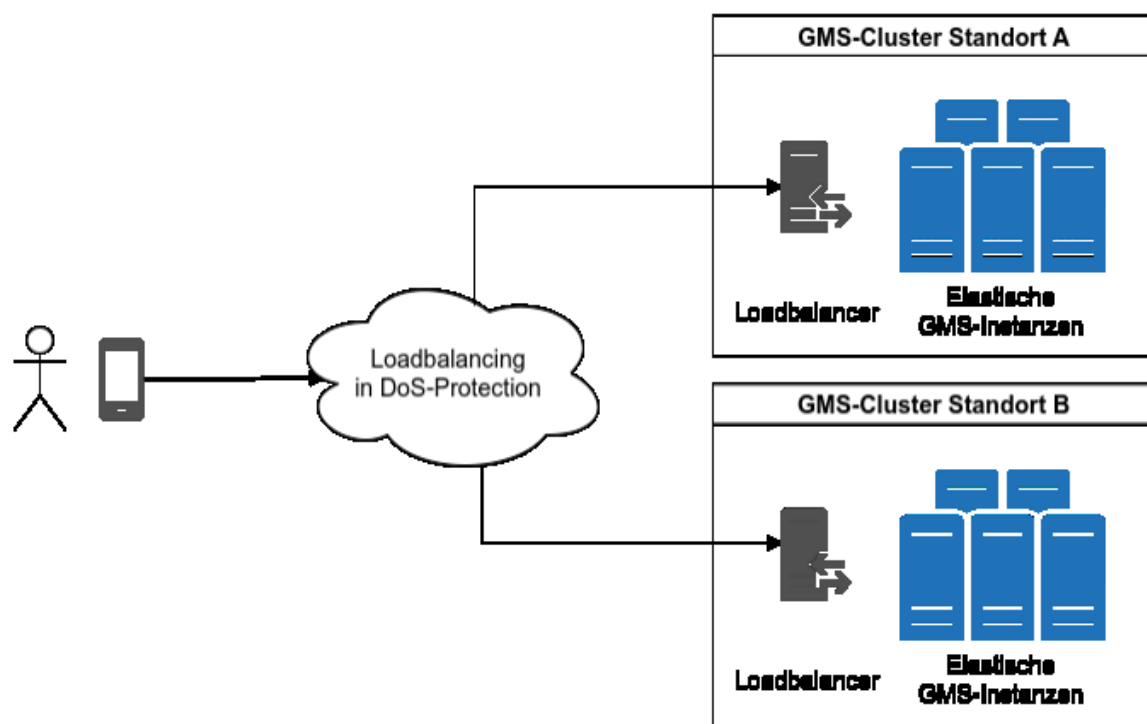 GMS-Cluster Standort A
Loadbalancer
Elastische
GMS-Instanzen
Loadbalancing
in DoS-Protection
GMS-Cluster Standort B
Loadbalancer
Elastische
GMS-Instanzen